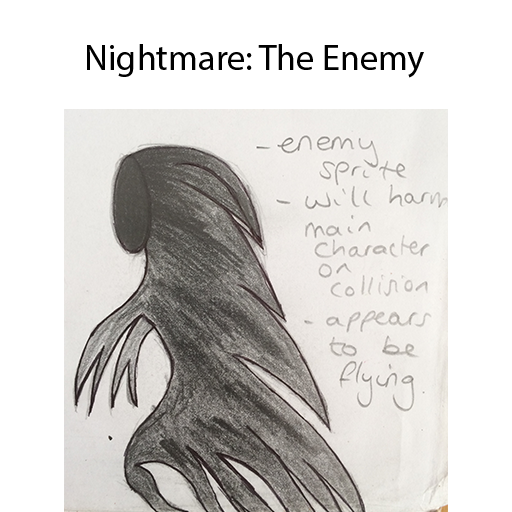 Nightmare: The Enemy
- enemy
sprite
- will harm
main
character
on
collision
- appears
to be
flying.